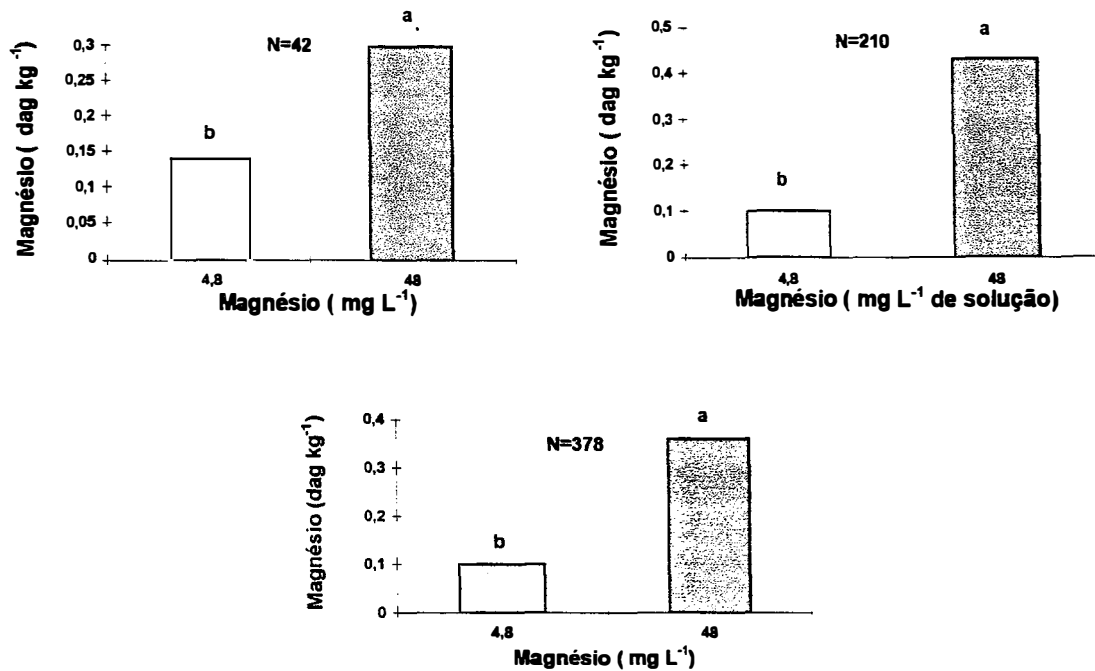 a
N=42
Magnésio ( dag kg⁻¹)
0,3
0,25
0,2
0,15
0,1
0,05
0
b
4,8
48
Magnésio ( mg L⁻¹)
a
N=210
Magnésio ( dag kg⁻¹)
0,5
0,4
0,3
0,2
0,1
0
b
4,8
48
Magnésio ( mg L⁻¹ de solução)
a
N=378
Magnésio (dag kg⁻¹)
0,4
0,3
0,2
0,1
0
b
4,8
48
Magnésio ( mg L⁻¹)